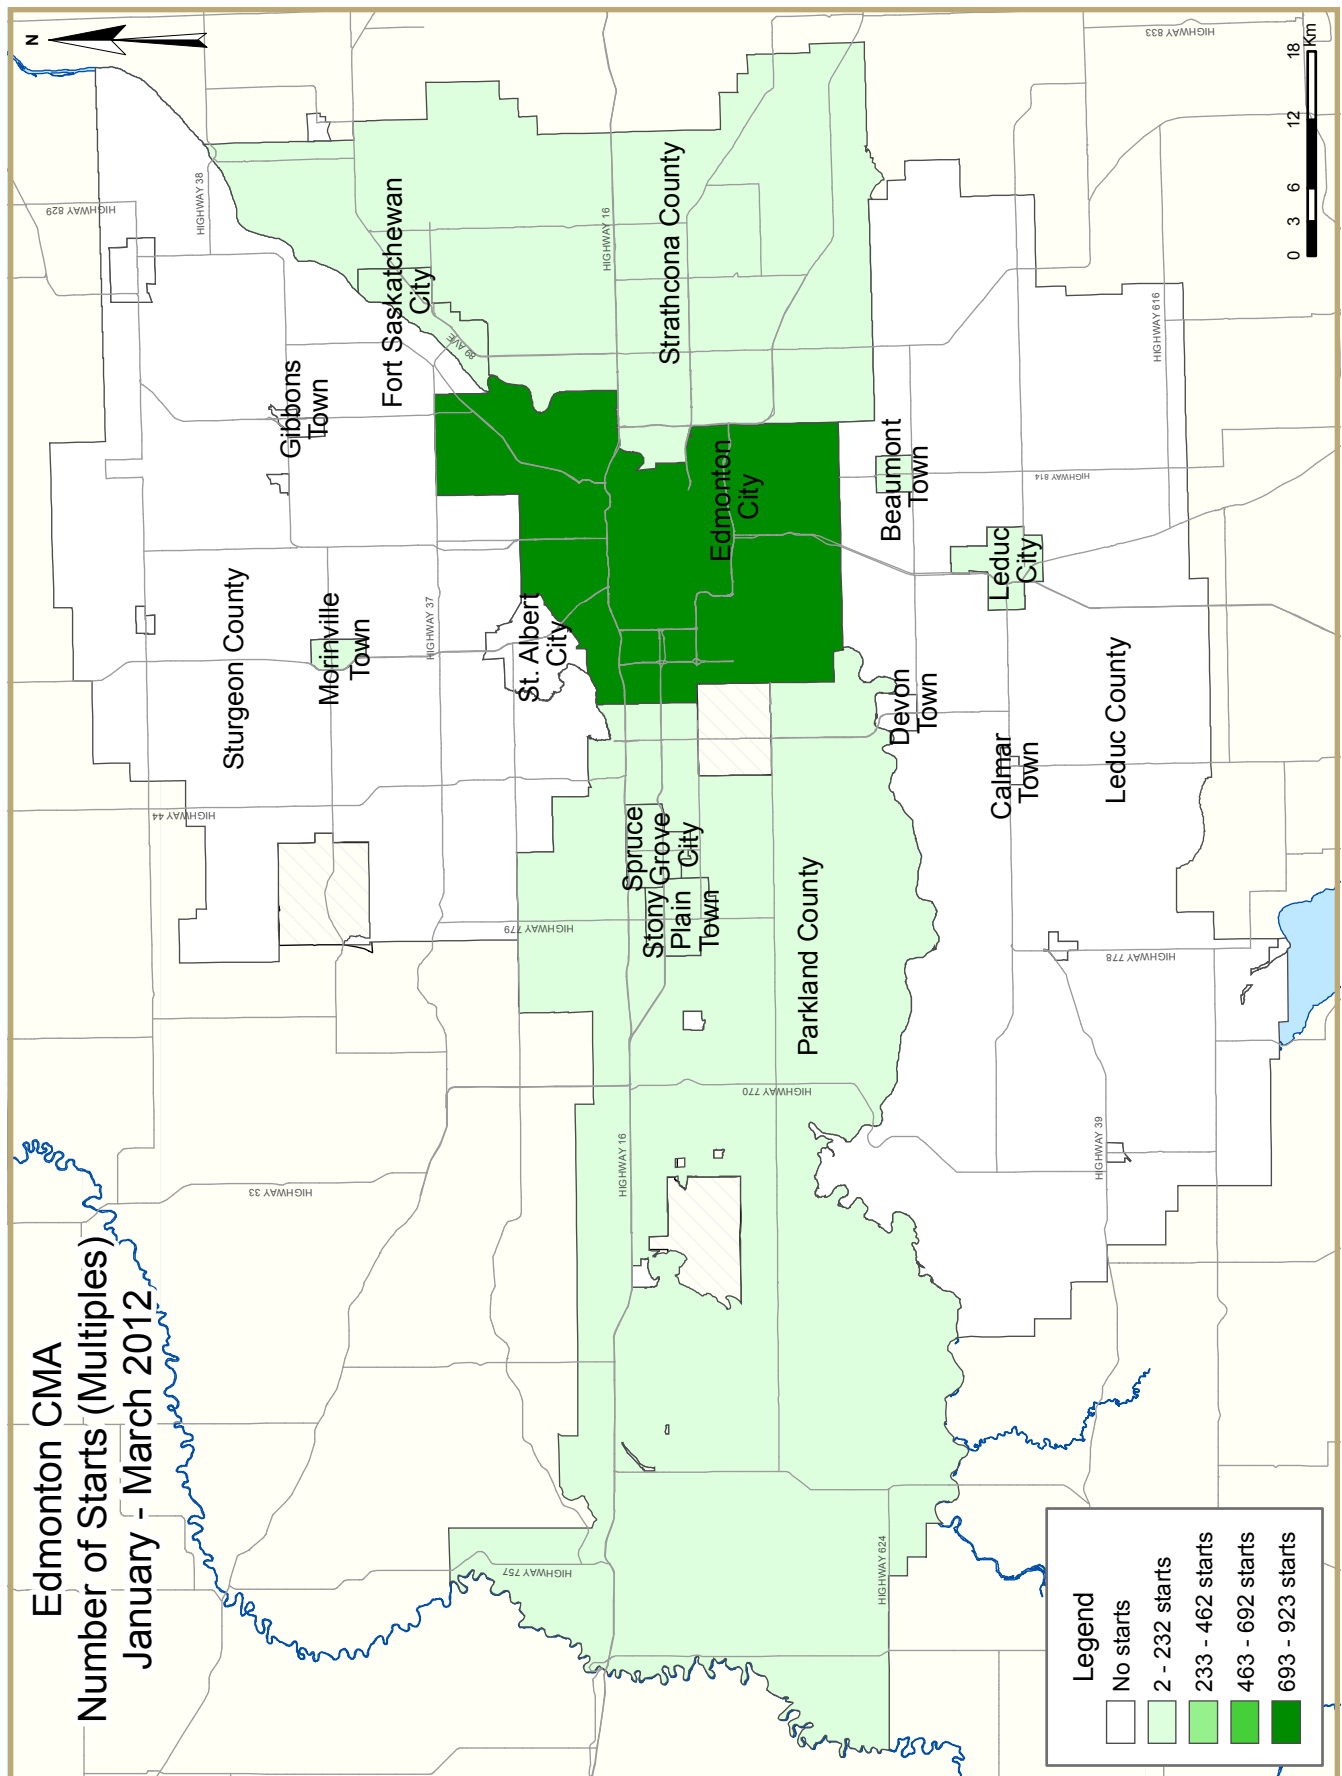 Edmonton CMA
Number of Starts (Multiples)
January - March 2012
N
HIGHWAY 829
HIGHWAY 38
HIGHWAY 44
HIGHWAY 33
Sturgeon County
Gibbons
Town
Morinville
Town
Fort Saskatchewan
City
89 AVE
HIGHWAY 37
HIGHWAY 779
HIGHWAY 757
St. Albert
City
HIGHWAY 16
HIGHWAY 16
Spruce
Grove
City
Stony
Plain
Town
Strathcona County
Edmonton
City
HIGHWAY 770
Parkland County
HIGHWAY 624
Beaumont
Town
Devon
Town
Leduc
City
Calmar
Town
HIGHWAY 814
HIGHWAY 39
Leduc County
HIGHWAY 778
HIGHWAY 616
HIGHWAY 833
Legend
No starts
2 - 232 starts
233 - 462 starts
463 - 692 starts
693 - 923 starts
0 3 6 12 18
Km